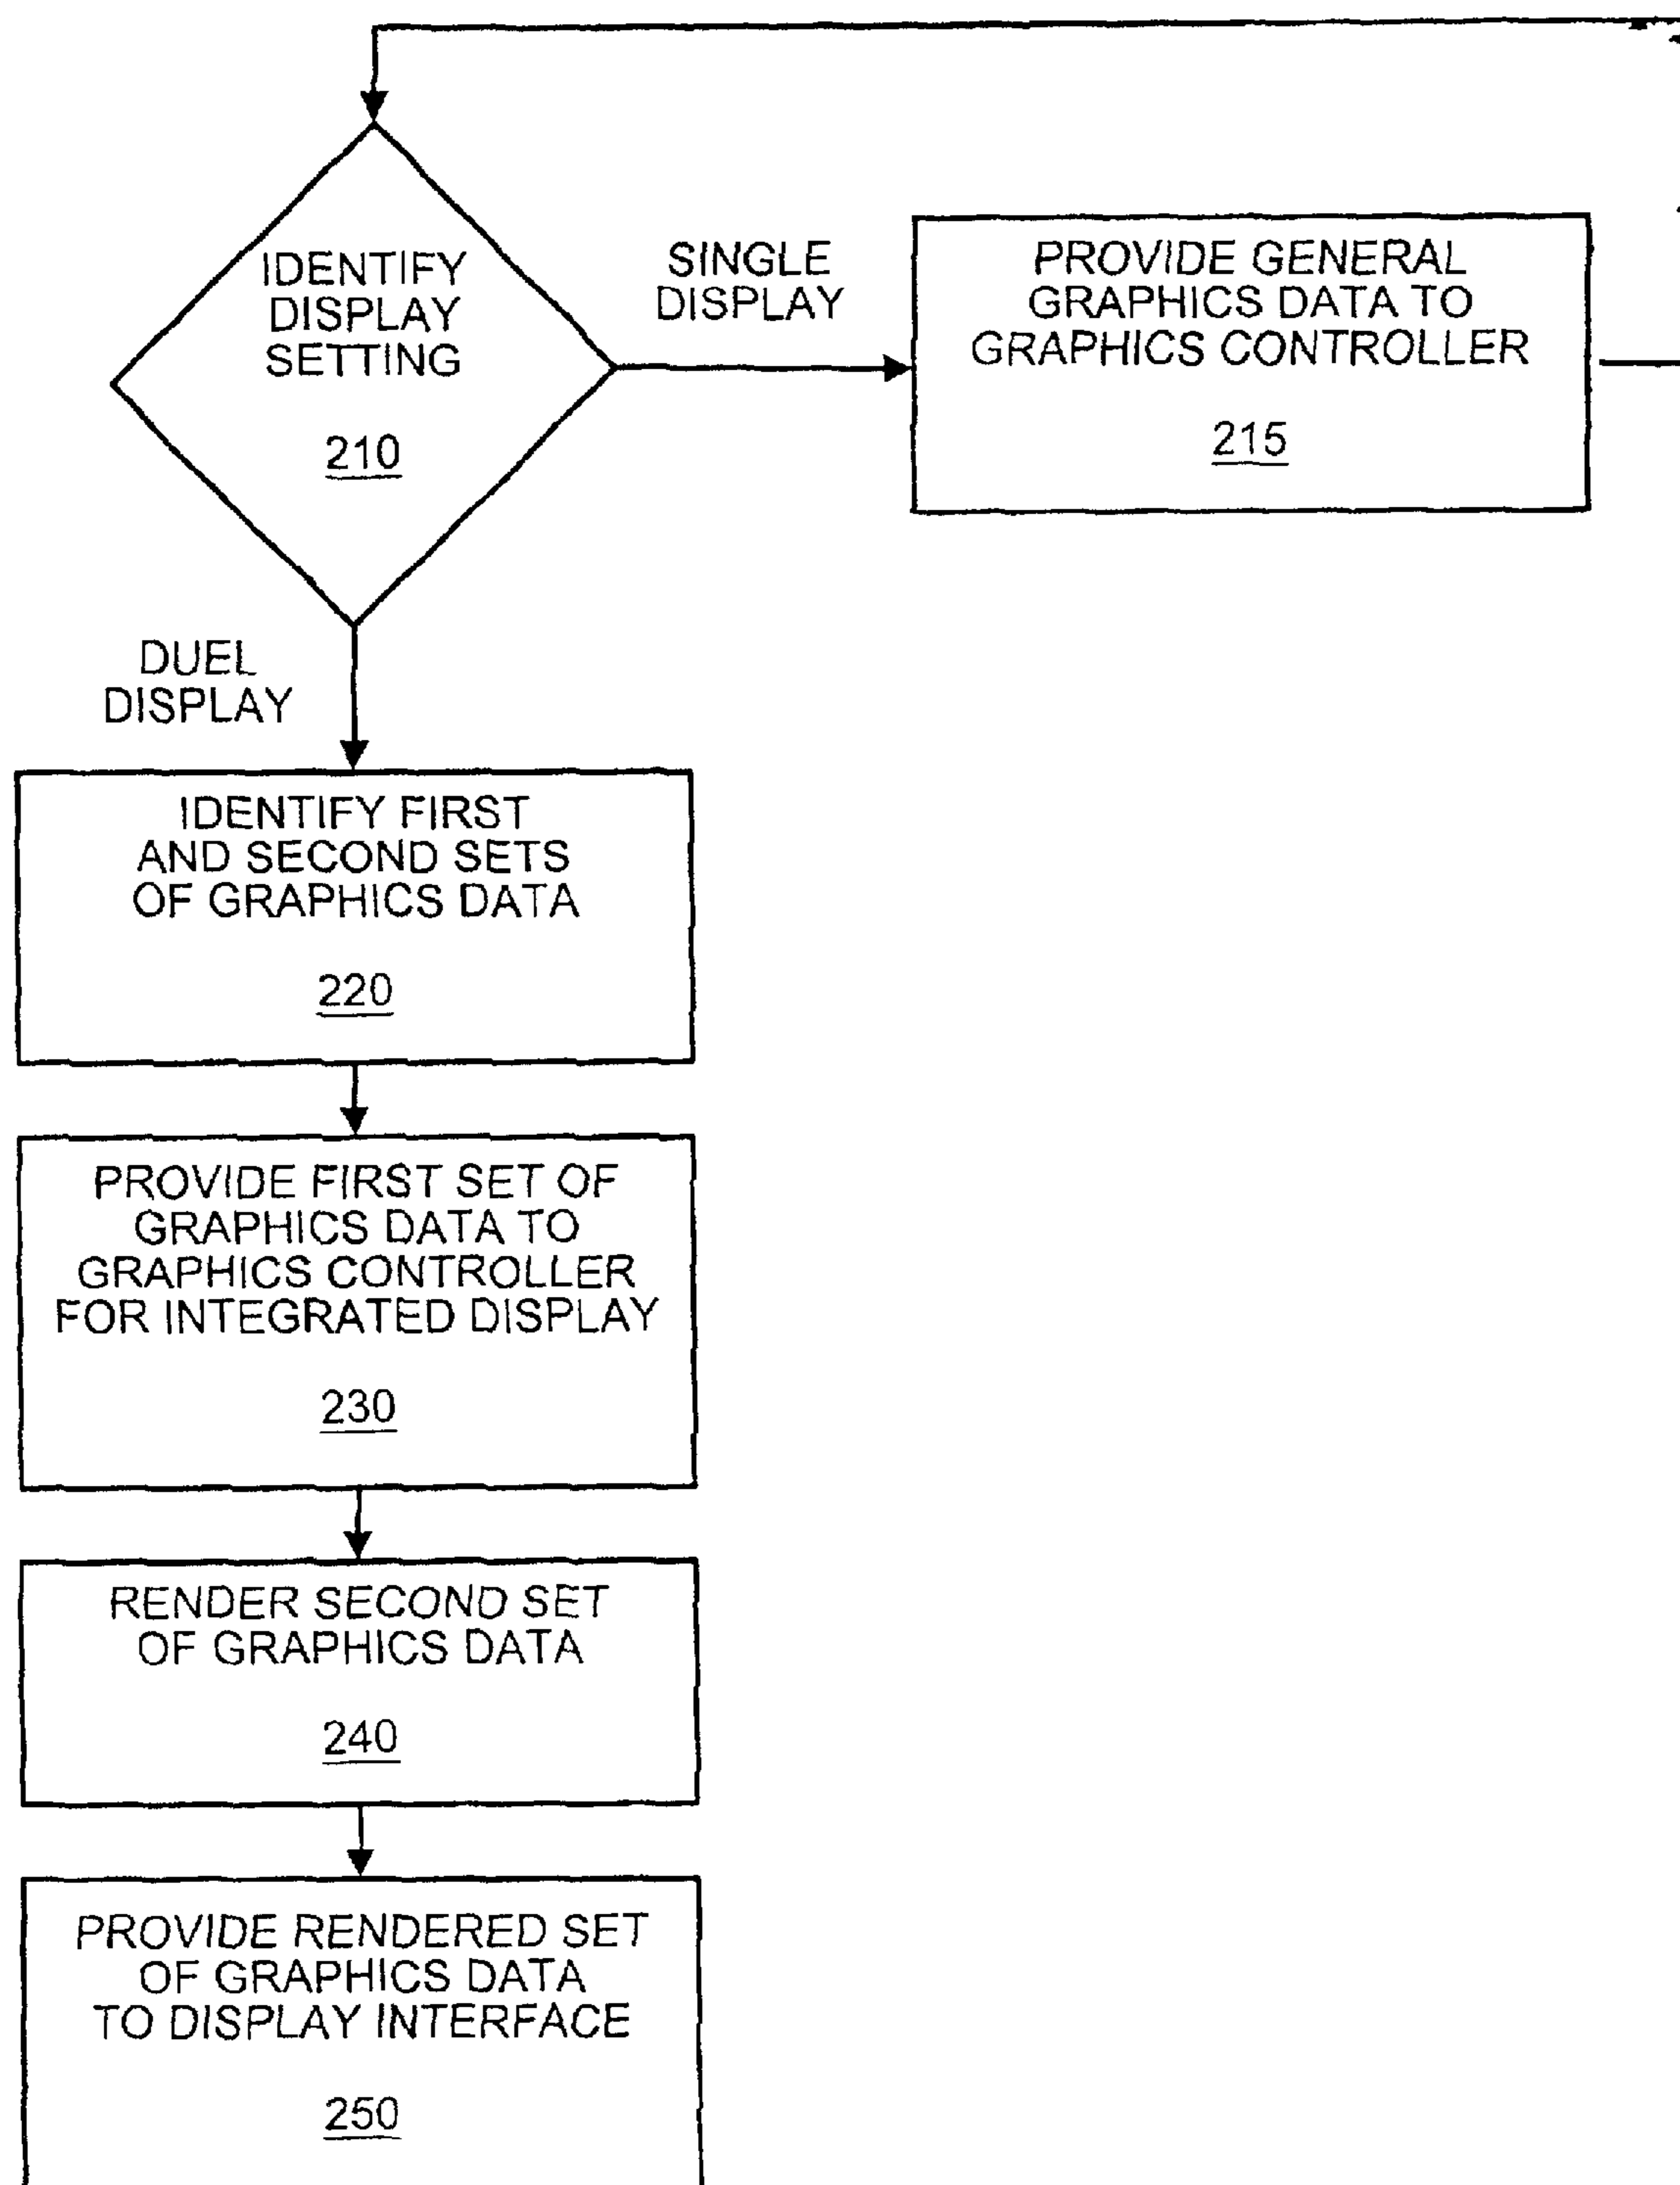 IDENTIFY
DISPLAY
SETTING
210
SINGLE
DISPLAY
PROVIDE GENERAL
GRAPHICS DATA TO
GRAPHICS CONTROLLER
215
DUEL
DISPLAY
IDENTIFY FIRST
AND SECOND SETS
OF GRAPHICS DATA
220
PROVIDE FIRST SET OF
GRAPHICS DATA TO
GRAPHICS CONTROLLER
FOR INTEGRATED DISPLAY
230
RENDER SECOND SET
OF GRAPHICS DATA
240
PROVIDE RENDERED SET
OF GRAPHICS DATA
TO DISPLAY INTERFACE
250